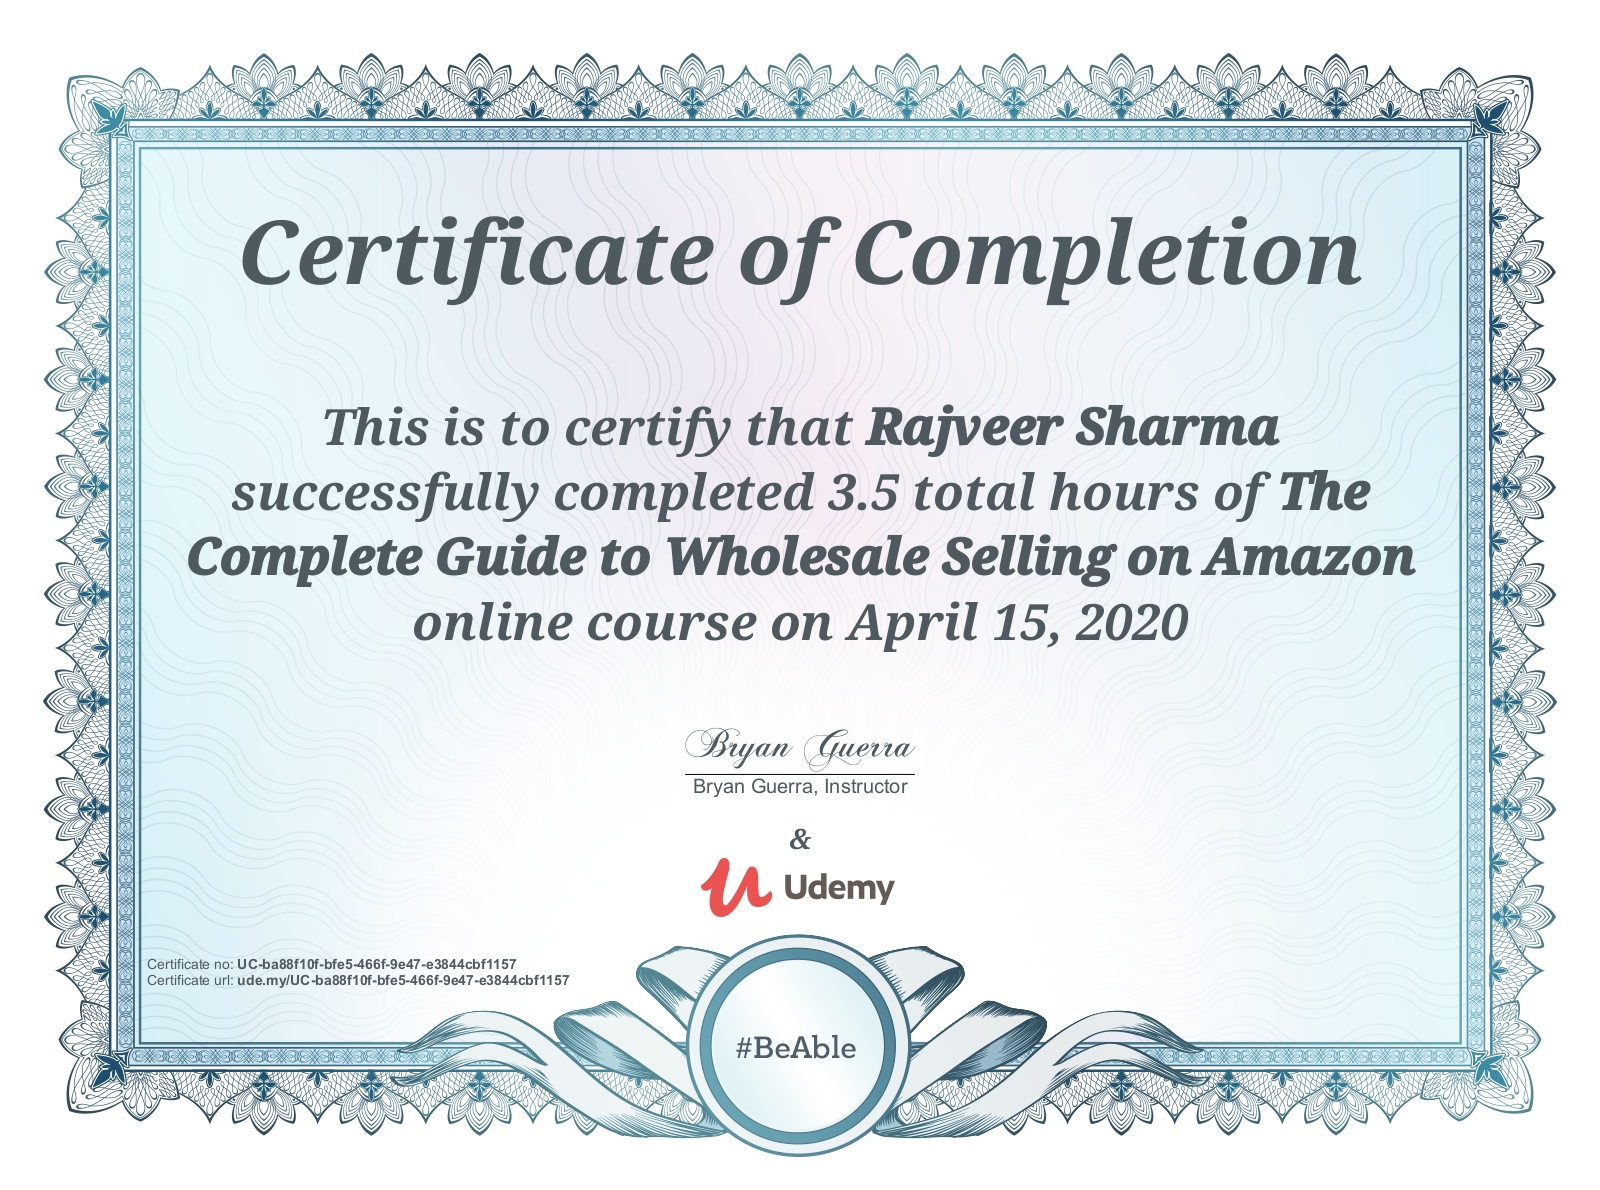 Certificate of Completion
This is to certify that Rajveer Sharma
successfully completed 3.5 total hours of The
Complete Guide to Wholesale Selling on Amazon
online course on April 15, 2020
Bryan Guerra
Bryan Guerra, Instructor
&
Udemy
Certificate no: UC-ba88f10f-bfe5-466f-9e47-e3844cbf1157
Certificate url: ude.my/UC-ba88f10f-bfe5-466f-9e47-e3844cbf1157
#BeAble